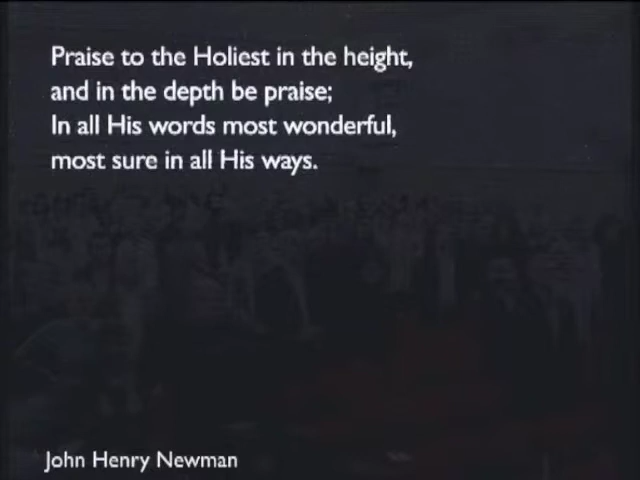 Praise to the Holiest in the height,
and in the depth be praise;
In all His words most wonderful,
most sure in all His ways.
John Henry Newman